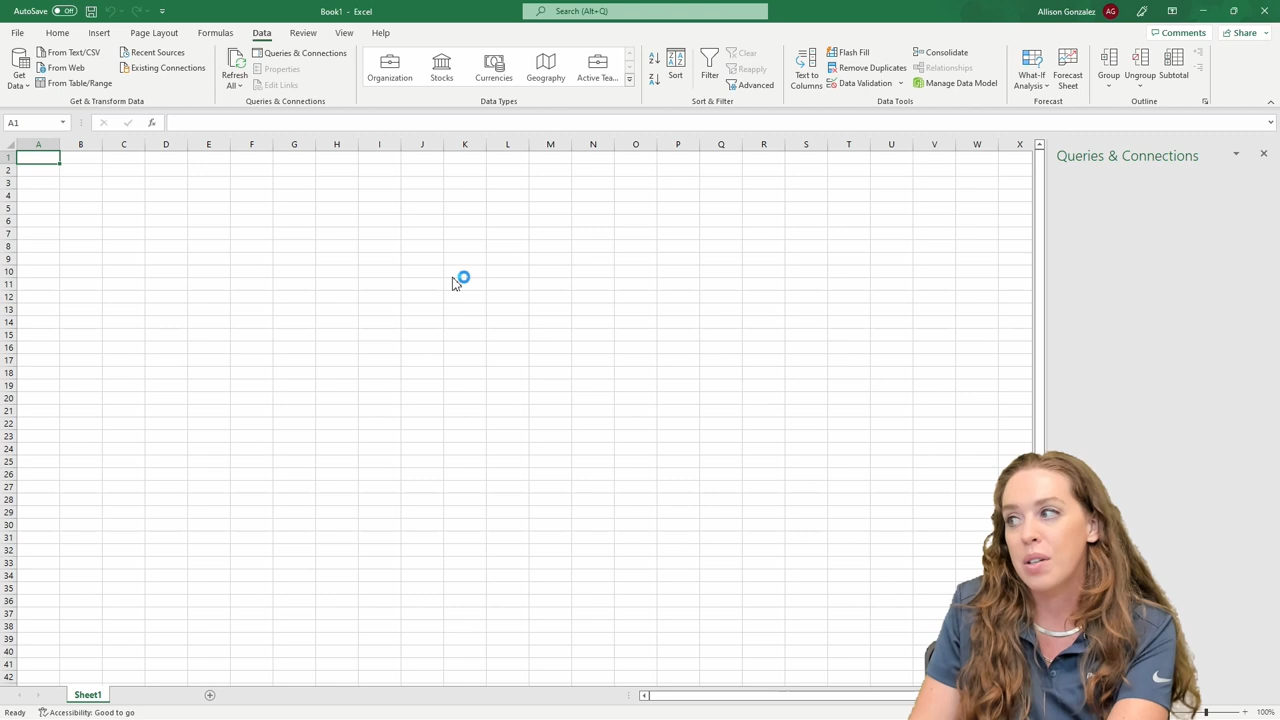 AutoSave Off Book1 - Excel Search (Alt+Q) Allison Gonzalez AG
File Home Insert Page Layout Formulas Data Review View Help Comments Share
Get Data From Text/CSV Recent Sources
From Web Existing Connections
From Table/Range
Get & Transform Data
Refresh All Queries & Connections
Properties
Edit Links
Queries & Connections
Organization Stocks Currencies Geography Active Tea...
Data Types
Sort Filter Clear
Reapply
Advanced
Sort & Filter
Text to Columns Flash Fill Consolidate
Remove Duplicates Relationships
Data Validation Manage Data Model
Data Tools
What-If Analysis Forecast Sheet
Forecast
Group Ungroup Subtotal
Outline
A1 fx
A B C D E F G H I J K L M N O P Q R S T U V W X
Queries & Connections
1
2
3
4
5
6
7
8
9
10
11
12
13
14
15
16
17
18
19
20
21
22
23
24
25
26
27
28
29
30
31
32
33
34
35
36
37
38
39
40
41
42
Sheet1
Ready Accessibility: Good to go 100%